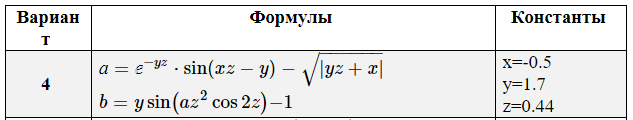 Вариан
т
Формулы
Константы
4
a = e^{-yz} · sin(xz − y) − √|yz + x|
b = y sin(az² cos 2z)−1
x=-0.5
y=1.7
z=0.44